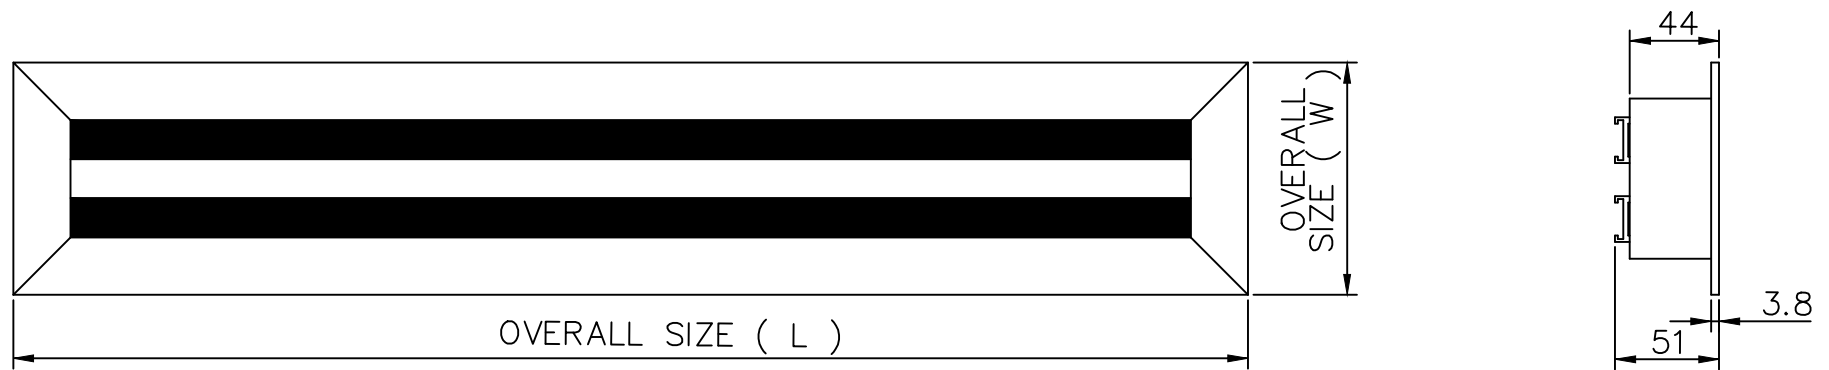 44
OVERALL
SIZE ( W )
OVERALL SIZE ( L )
3.8
51